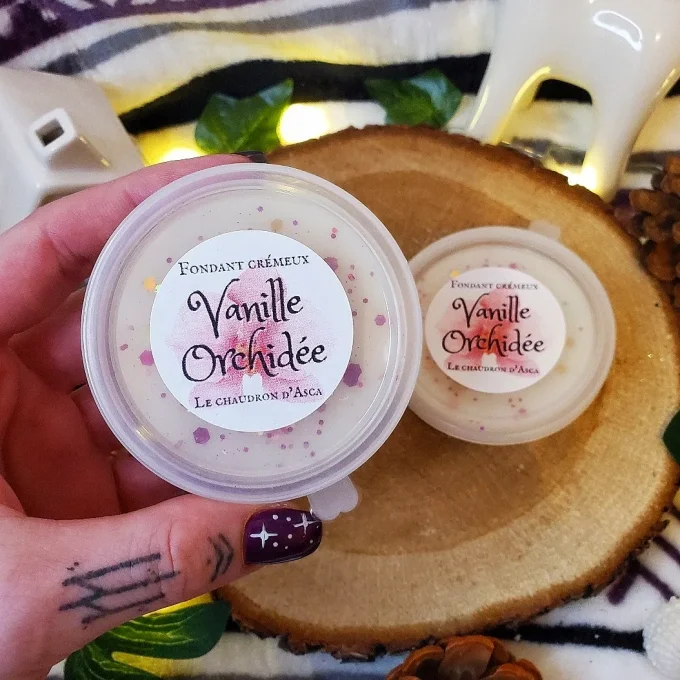 Fondant crémeux
Vanille
Orchidée
Le chaudron d'Asca
Fondant crémeux
Vanille
Orchidée
Le chaudron d'Asca